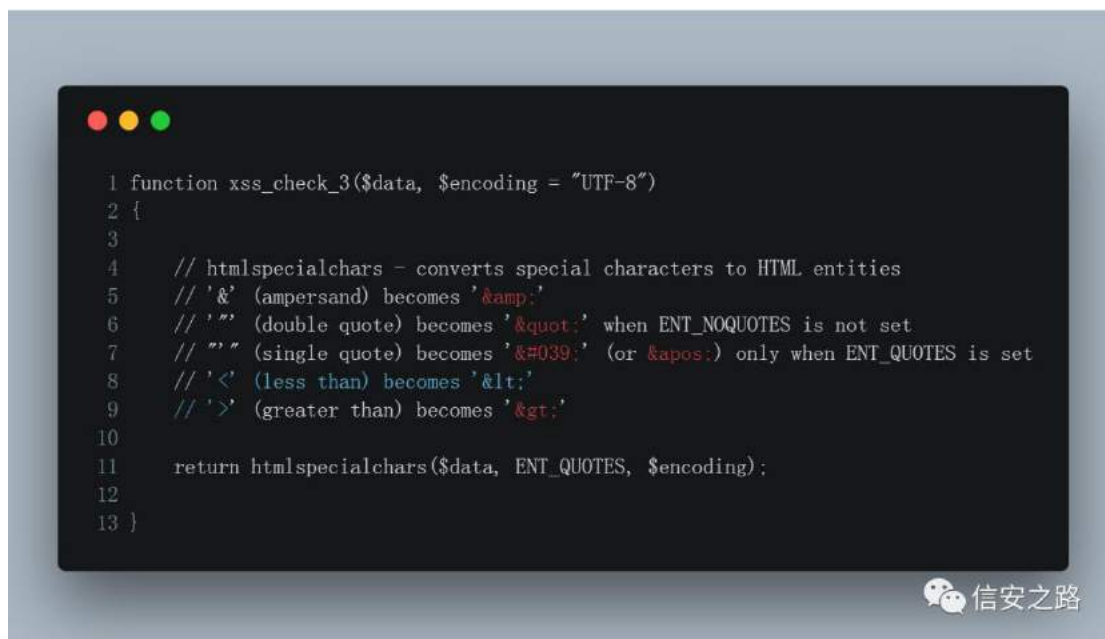 1 function xss_check_3($data, $encoding = "UTF-8")
2 {
3
4 // htmlspecialchars - converts special characters to HTML entities
5 // '&' (ampersand) becomes '&amp;'
6 // '"' (double quote) becomes '&quot;' when ENT_NOQUOTES is not set
7 // "'" (single quote) becomes '&#039;' (or &apos;) only when ENT_QUOTES is set
8 // '<' (less than) becomes '&lt;'
9 // '>' (greater than) becomes '&gt;'
10
11 return htmlspecialchars($data, ENT_QUOTES, $encoding);
12
13 }
信安之路